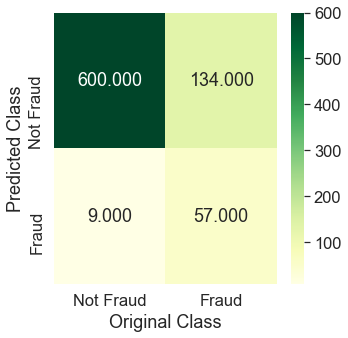 600.000 134.000
9.000 57.000
Predicted Class
Not Fraud
Fraud
Not Fraud Fraud
Original Class
600
500
400
300
200
100